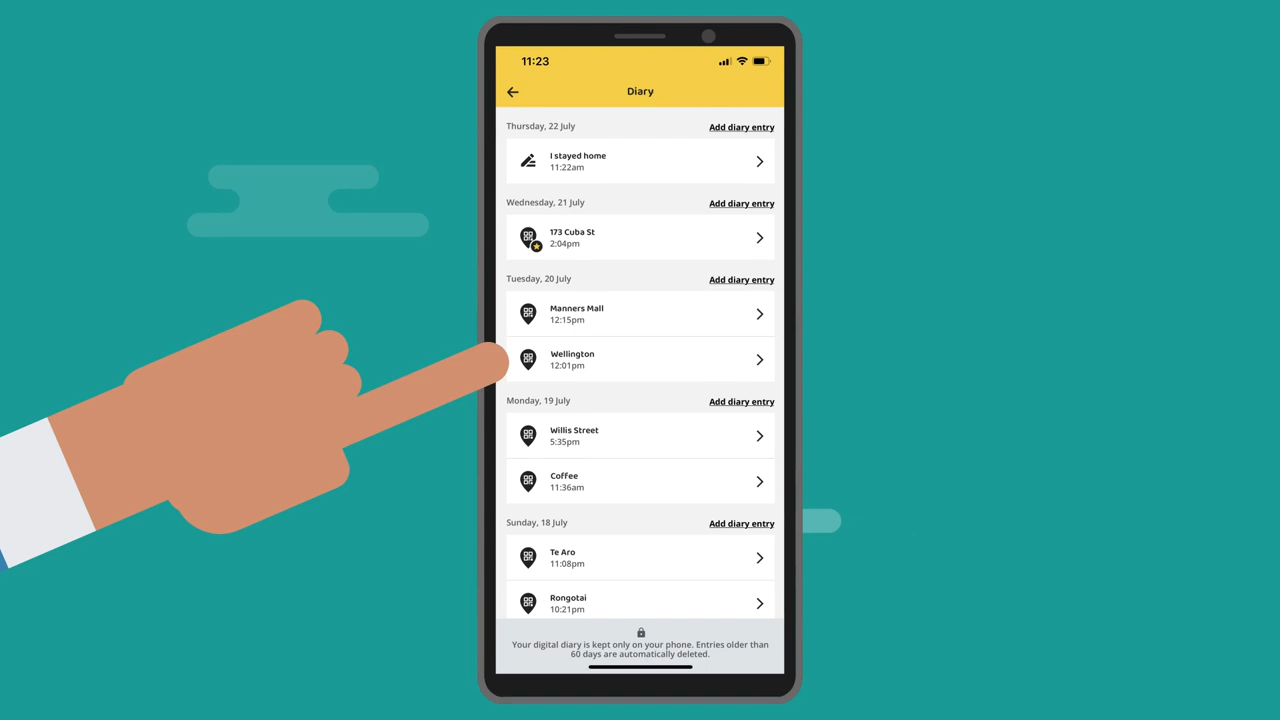 11:23
Diary
Thursday, 22 July
Add diary entry
I stayed home
11:22am
Wednesday, 21 July
Add diary entry
173 Cuba St
2:04pm
Tuesday, 20 July
Add diary entry
Manners Mall
12:15pm
Wellington
12:01pm
Monday, 19 July
Add diary entry
Willis Street
5:35pm
Coffee
11:36am
Sunday, 18 July
Add diary entry
Te Aro
11:08pm
Rongotai
10:21pm
Your digital diary is kept only on your phone. Entries older than
60 days are automatically deleted.